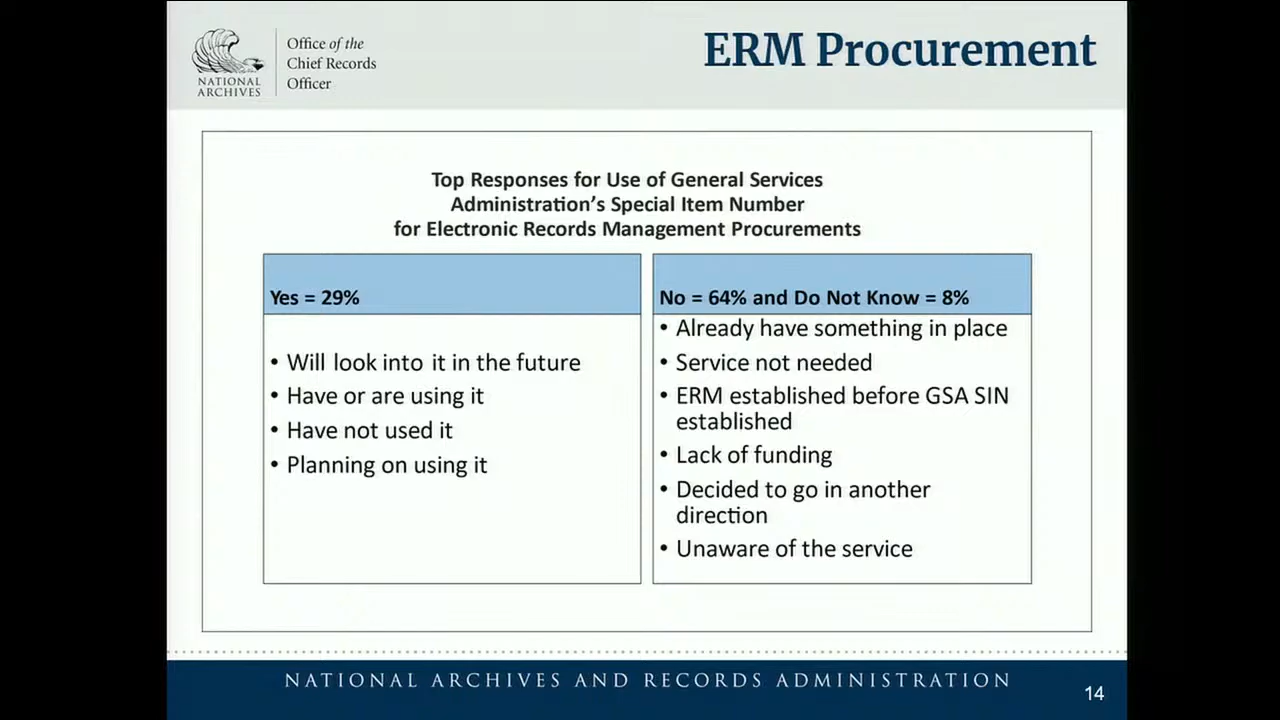 NATIONAL
ARCHIVES
Office of the
Chief Records
Officer
ERM Procurement
Top Responses for Use of General Services
Administration's Special Item Number
for Electronic Records Management Procurements
Yes = 29%
• Will look into it in the future
• Have or are using it
• Have not used it
• Planning on using it
No = 64% and Do Not Know = 8%
• Already have something in place
• Service not needed
• ERM established before GSA SIN
established
• Lack of funding
• Decided to go in another
direction
• Unaware of the service
NATIONAL ARCHIVES AND RECORDS ADMINISTRATION
14